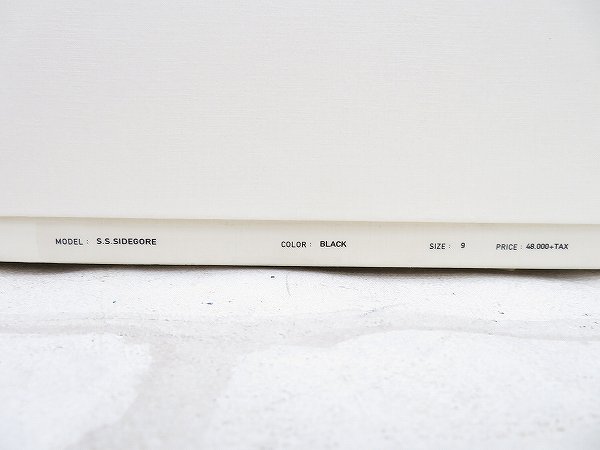 MODEL : S.S.SIDEGORE COLOR : BLACK SIZE : 9 PRICE : 48.000+TAX